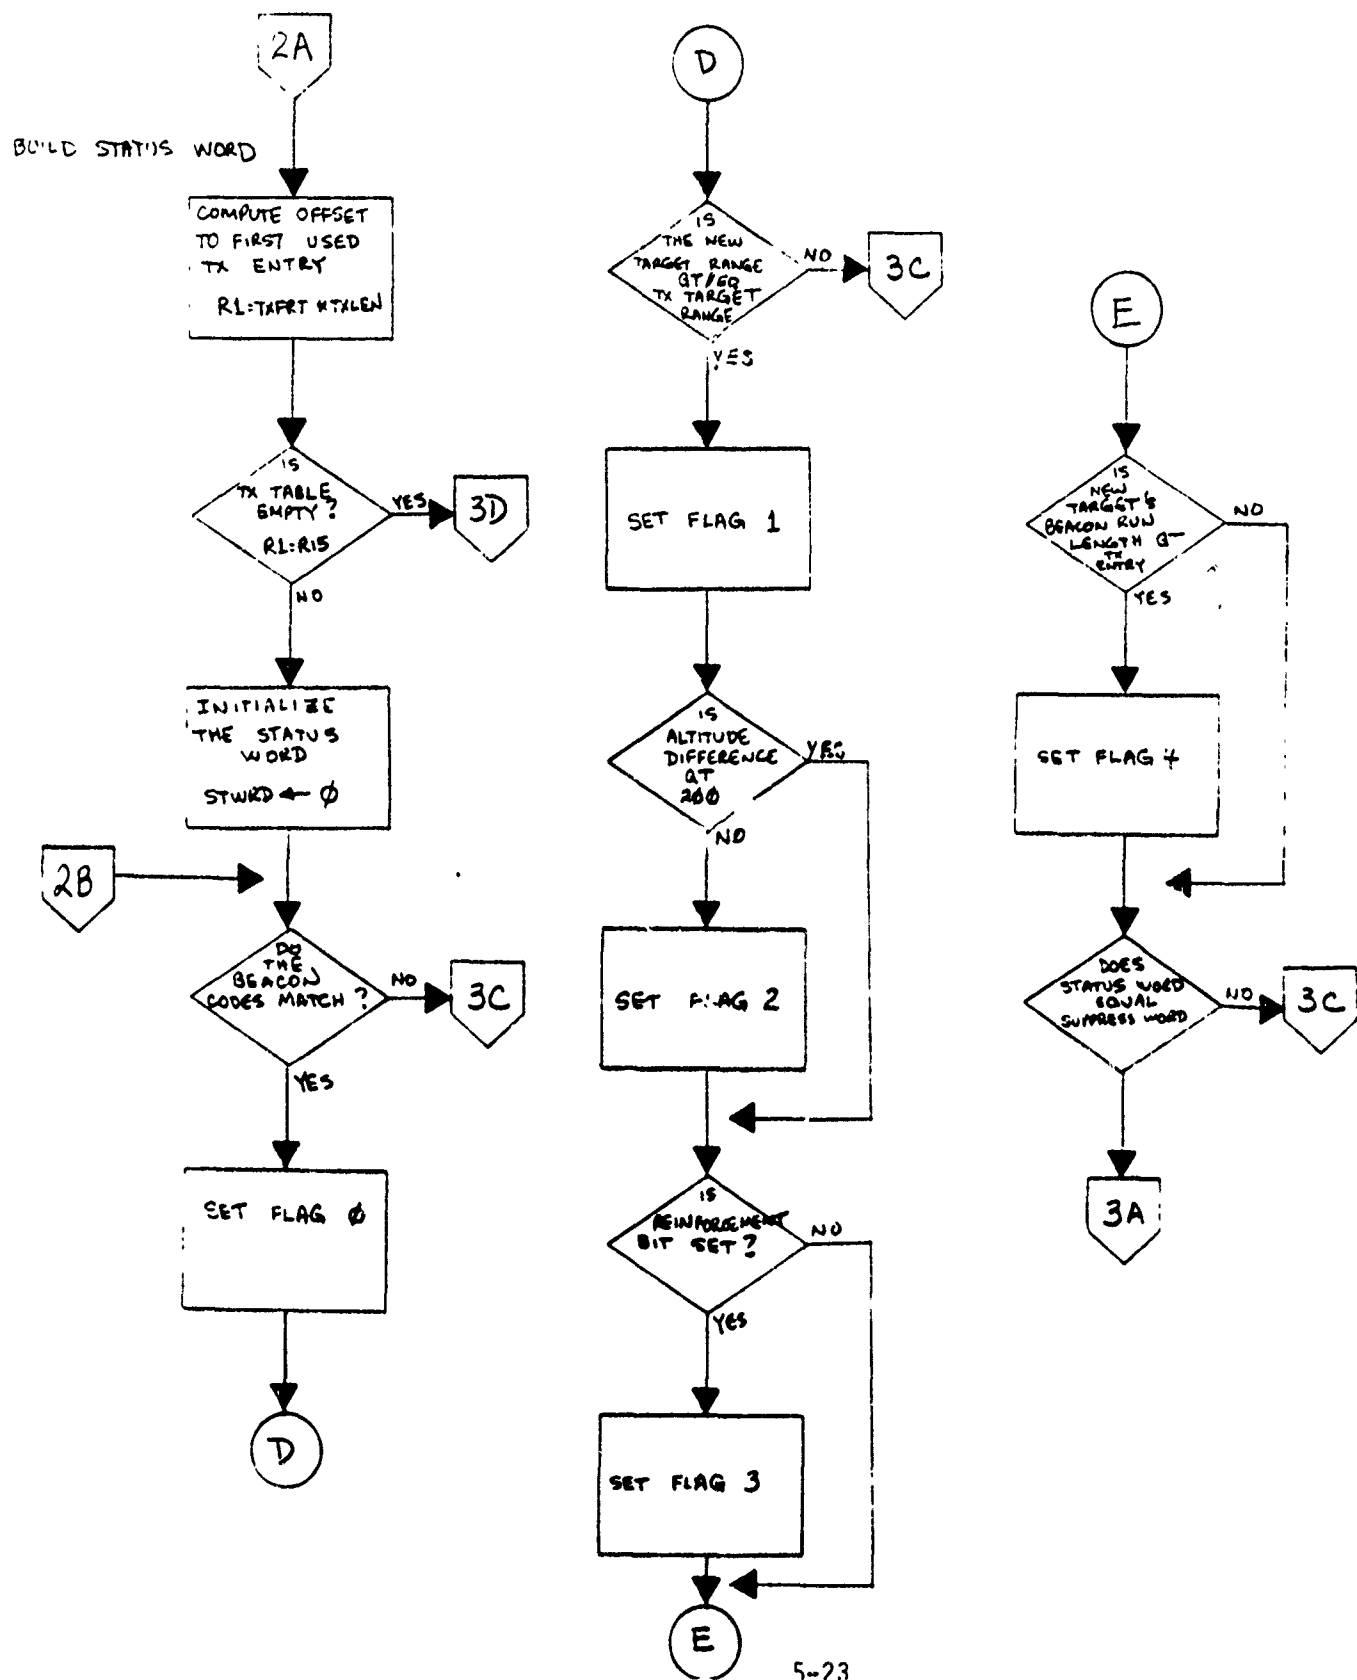 2A
BUILD STATUS WORD
COMPUTE OFFSET
TO FIRST USED
TX ENTRY
R1:TXFRT*TXLEN
IS
TX TABLE
EMPTY?
R1:R15
YES
3D
NO
INITIALIZE
THE STATUS
WORD
STWRD ← Ø
2B
DO
THE
BEACON
CODES MATCH?
NO
3C
YES
SET FLAG Ø
D
D
IS
THE NEW
TARGET RANGE
GT/EQ
TX TARGET
RANGE
NO
3C
YES
SET FLAG 1
IS
ALTITUDE
DIFFERENCE
GT
2ØØ
YES
NO
SET FLAG 2
IS
REINFORCEMENT
BIT SET?
NO
YES
SET FLAG 3
E
E
IS
NEW
TARGET'S
BEACON RUN
LENGTH GT
TX
ENTRY
NO
YES
SET FLAG 4
DOES
STATUS WORD
EQUAL
SUPPRESS WORD
NO
3C
3A
5-23